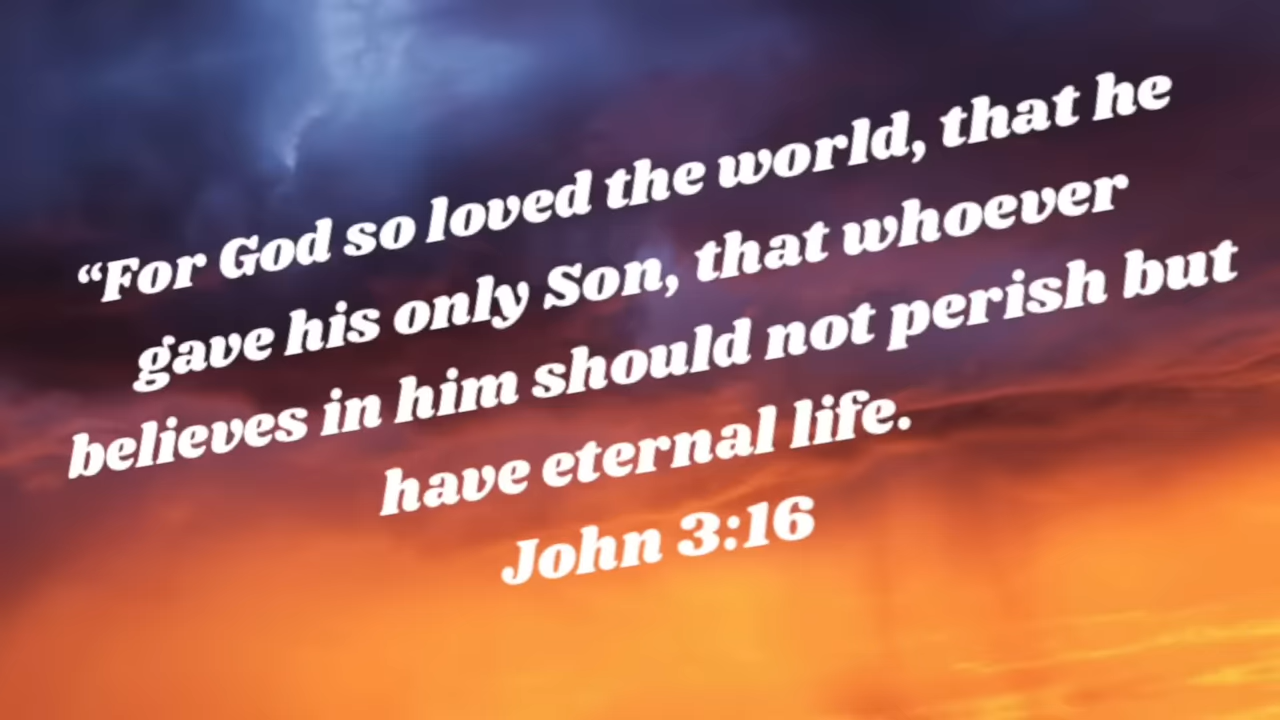 “For God so loved the world, that he
gave his only Son, that whoever
believes in him should not perish but
have eternal life.
John 3:16